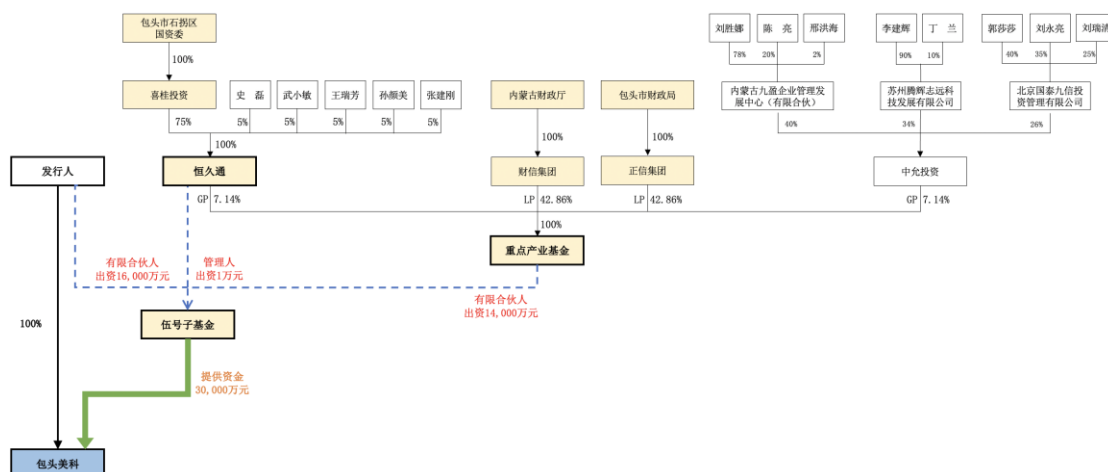 包头市石拐区
国资委
刘胜娜
陈 亮
邢洪海
李建辉
丁 兰
郭莎莎
刘永亮
刘瑞清
100%
78%
20%
2%
90%
10%
40%
35%
25%
喜桂投资
史 磊
武小敏
王瑞芳
孙颜美
张建刚
内蒙古财政厅
包头市财政局
内蒙古九盈企业管理发
展中心（有限合伙）
苏州腾辉志远科
技发展有限公司
北京国泰九信投
资管理有限公司
75%
5%
5%
5%
5%
5%
40%
34%
26%
100%
100%
100%
发行人
恒久通
财信集团
正信集团
中允投资
GP 7.14%
LP 42.86%
LP 42.86%
GP 7.14%
100%
重点产业基金
有限合伙人
出资16,000万元
管理人
出资1万元
有限合伙人
出资14,000万元
100%
伍号子基金
提供资金
30,000万元
包头美科